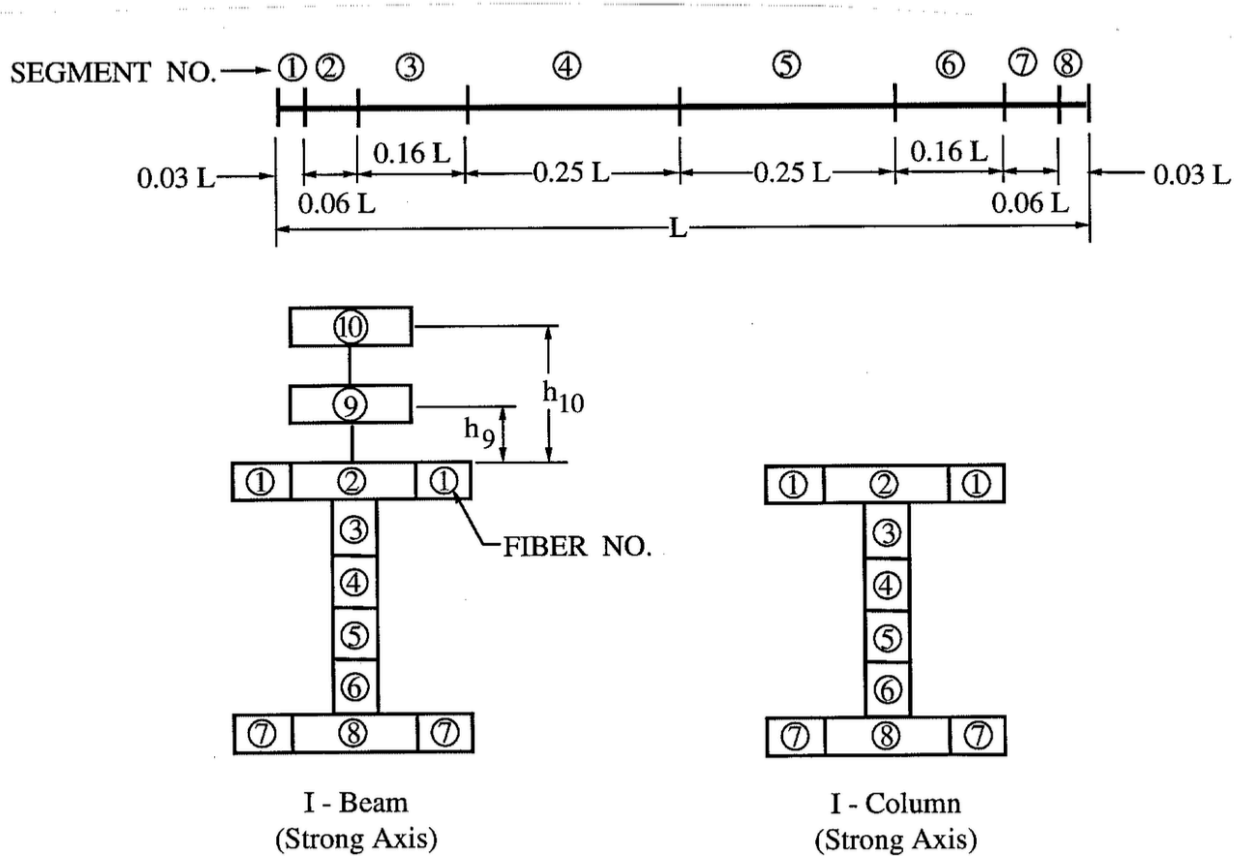 SEGMENT NO. ① ② ③ ④ ⑤ ⑥ ⑦ ⑧
0.16 L 0.16 L
0.03 L 0.25 L 0.25 L 0.03 L
0.06 L 0.06 L
L
⑩
h10
⑨
h9
① ② ① ① ② ①
③ ③
FIBER NO.
④ ④
⑤ ⑤
⑥ ⑥
⑦ ⑧ ⑦ ⑦ ⑧ ⑦
I - Beam I - Column
(Strong Axis) (Strong Axis)